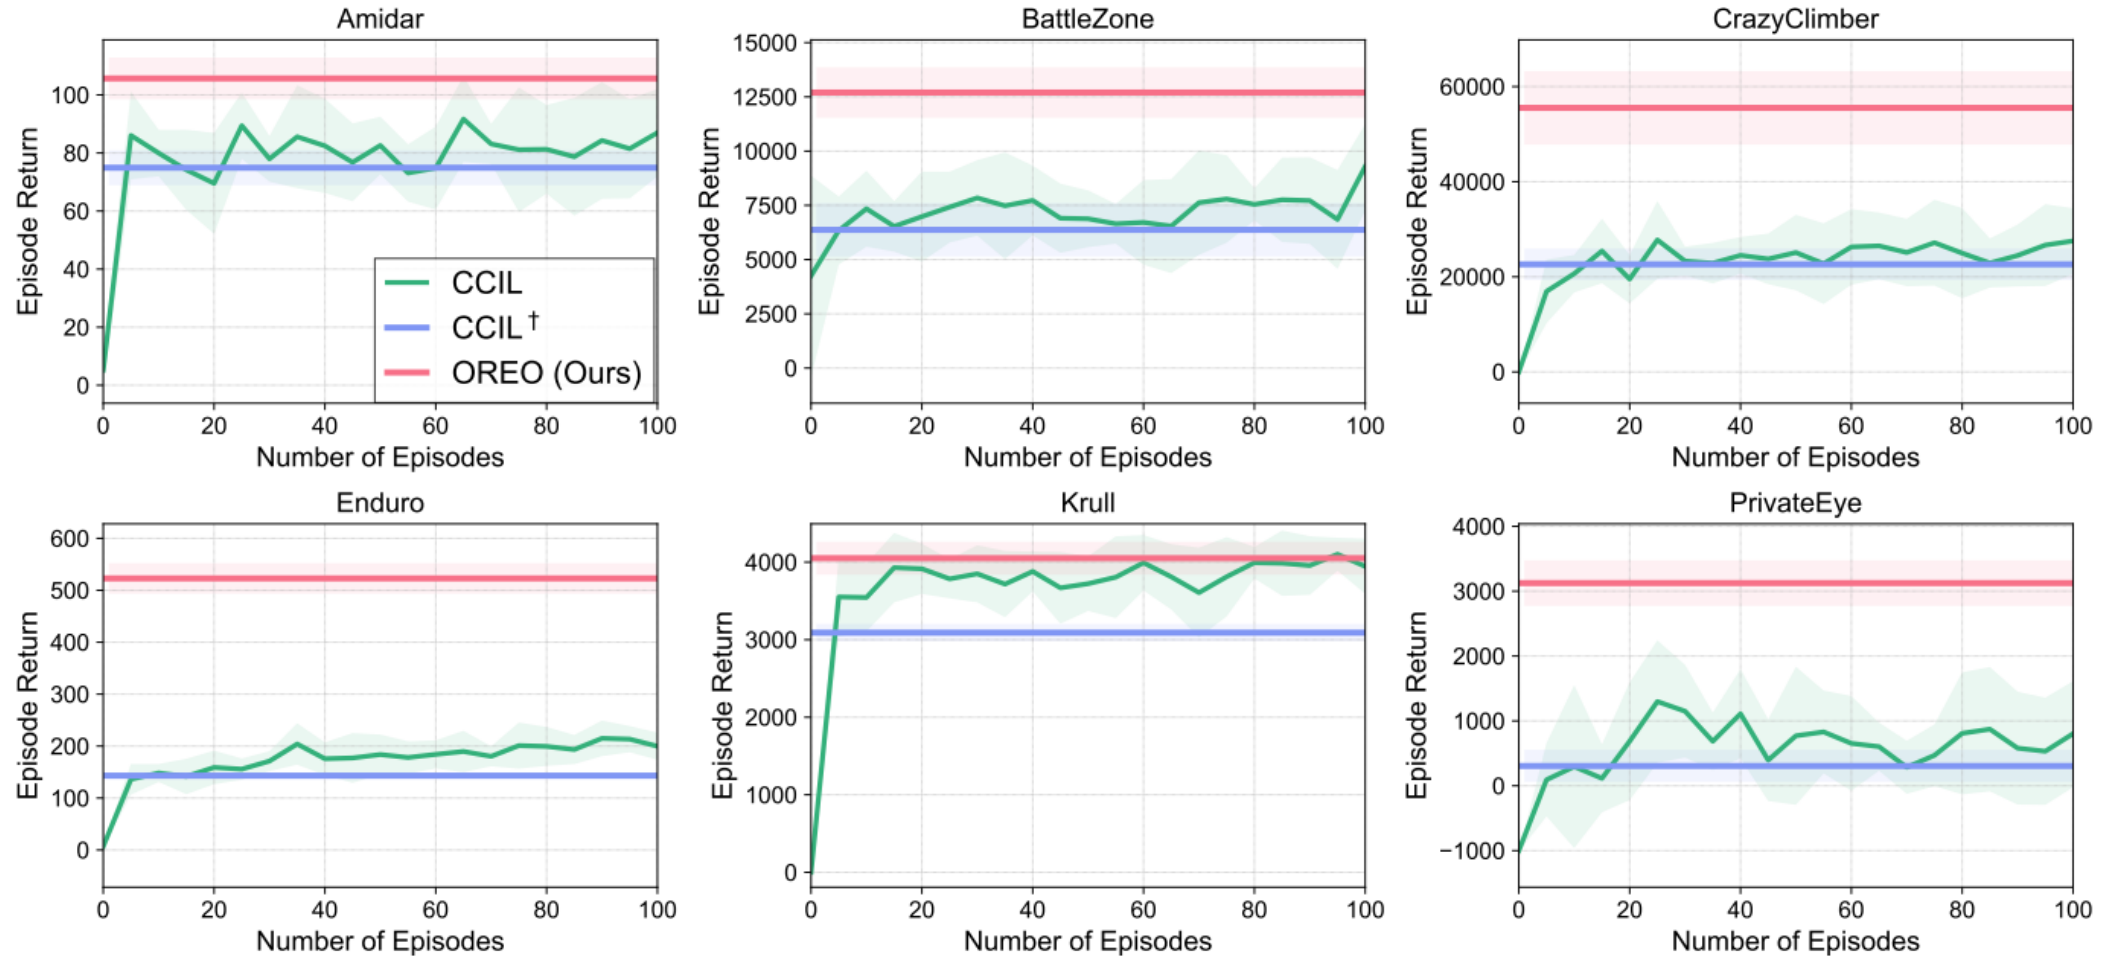 Amidar
BattleZone
CrazyClimber
Episode Return
100
80
60
40
20
0
CCIL
CCIL†
OREO (Ours)
0 20 40 60 80 100
Number of Episodes
Episode Return
15000
12500
10000
7500
5000
2500
0
0 20 40 60 80 100
Number of Episodes
Episode Return
60000
40000
20000
0
0 20 40 60 80 100
Number of Episodes
Enduro
Krull
PrivateEye
Episode Return
600
500
400
300
200
100
0
0 20 40 60 80 100
Number of Episodes
Episode Return
4000
3000
2000
1000
0
0 20 40 60 80 100
Number of Episodes
Episode Return
4000
3000
2000
1000
0
−1000
0 20 40 60 80 100
Number of Episodes